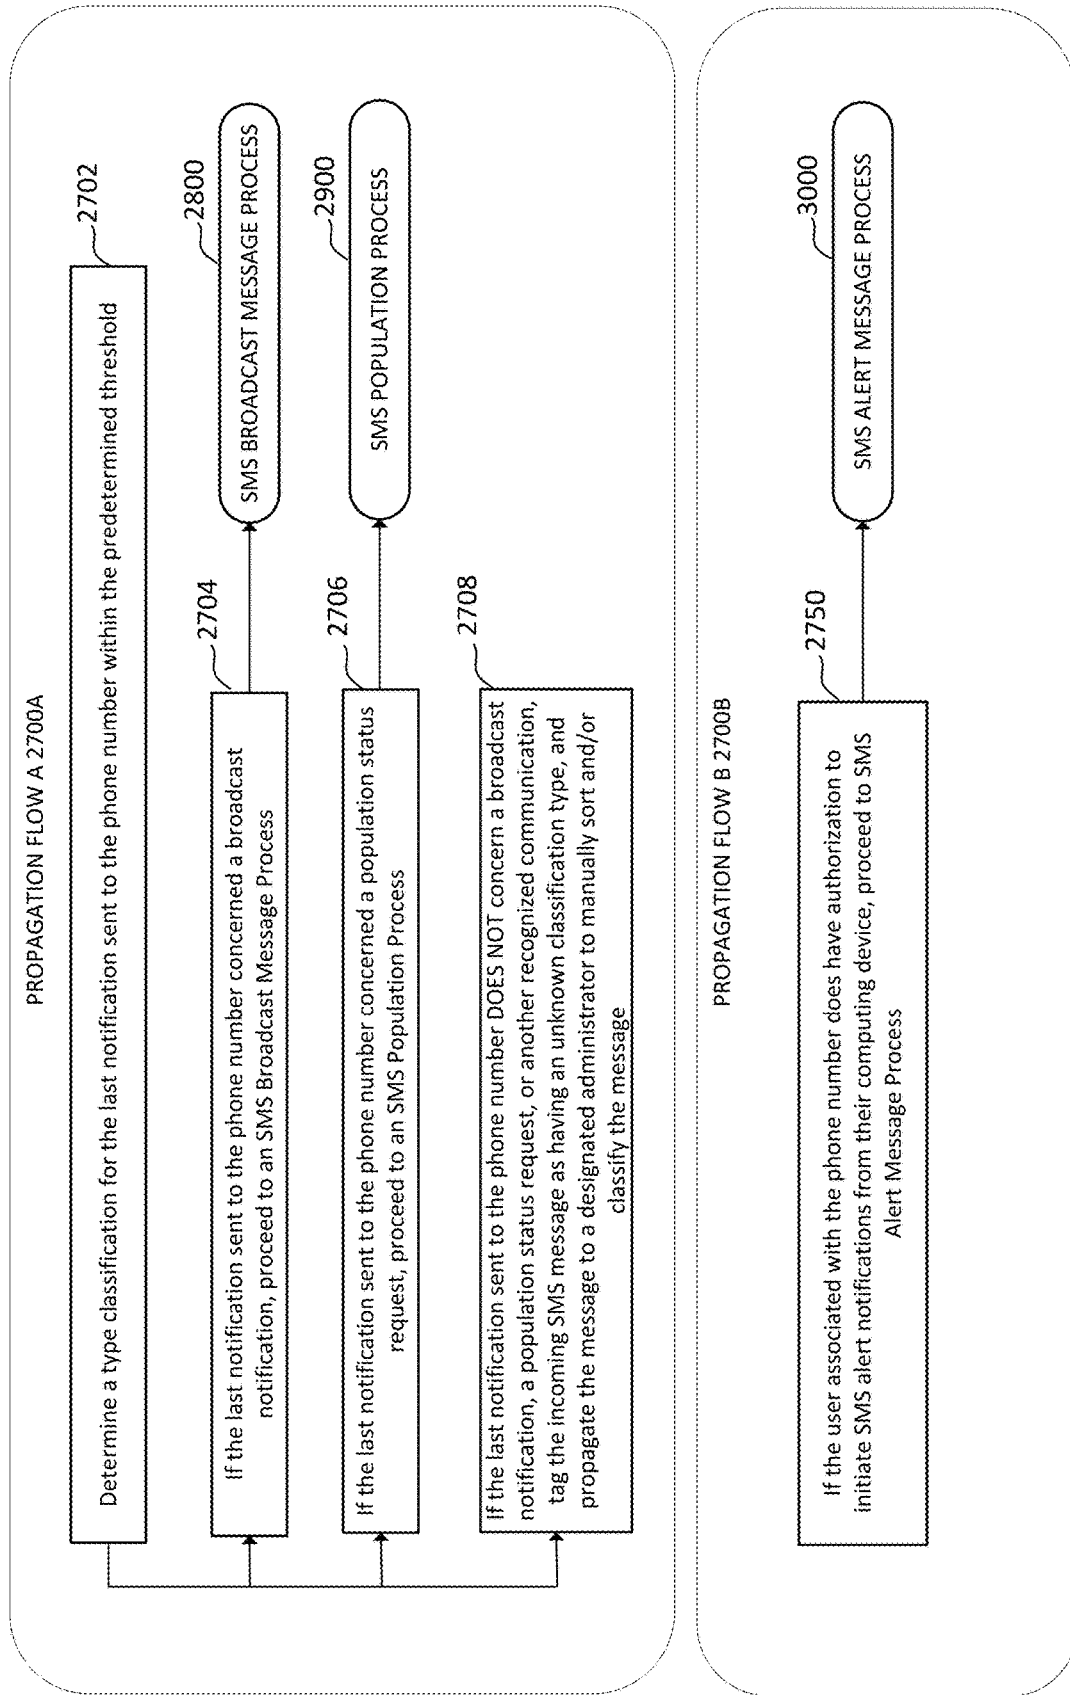 PROPAGATION FLOW A 2700A
2702
Determine a type classification for the last notification sent to the phone number within the predetermined threshold
2704
If the last notification sent to the phone number concerned a broadcast
notification, proceed to an SMS Broadcast Message Process
2800
SMS BROADCAST MESSAGE PROCESS
2706
If the last notification sent to the phone number concerned a population status
request, proceed to an SMS Population Process
2900
SMS POPULATION PROCESS
2708
If the last notification sent to the phone number DOES NOT concern a broadcast
notification, a population status request, or another recognized communication,
tag the incoming SMS message as having an unknown classification type, and
propagate the message to a designated administrator to manually sort and/or
classify the message
PROPAGATION FLOW B 2700B
2750
If the user associated with the phone number does have authorization to
initiate SMS alert notifications from their computing device, proceed to SMS
Alert Message Process
3000
SMS ALERT MESSAGE PROCESS